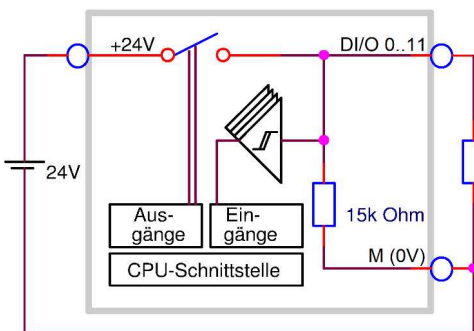 +24V
DI/O 0..11
24V
Aus-
gänge
Ein-
gänge
15k Ohm
CPU-Schnittstelle
M (0V)